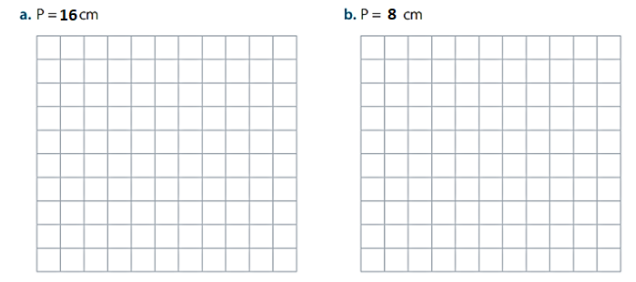 a. P = 16 cm
b. P = 8 cm